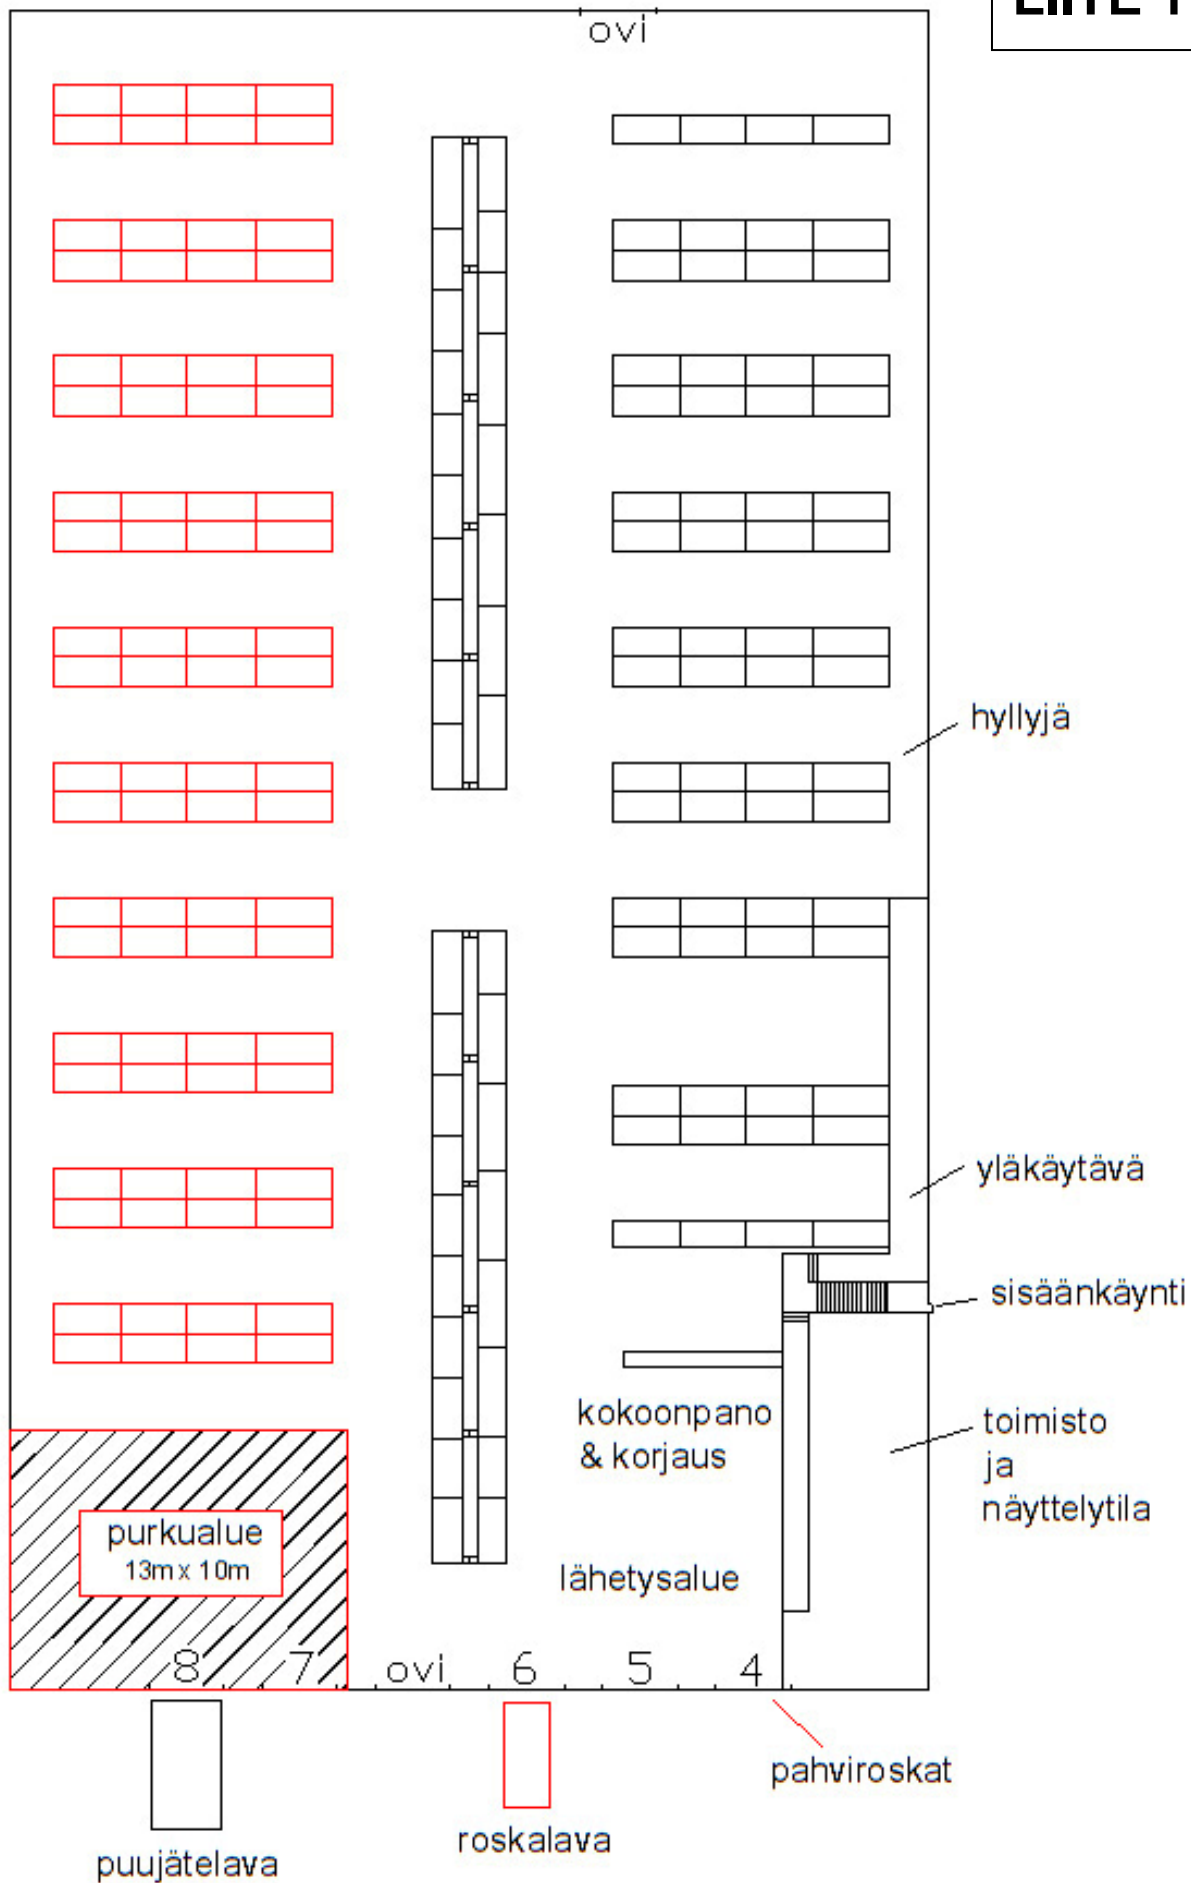 ovi
hyllyjä
yläkäytävä
sisäänkäynti
kokoonpano
& korjaus
toimisto
ja
näyttelytila
purkualue
13m x 10m
lähetysalue
8 7 ovi 6 5 4
pahviroskat
roskalava
puujätelava